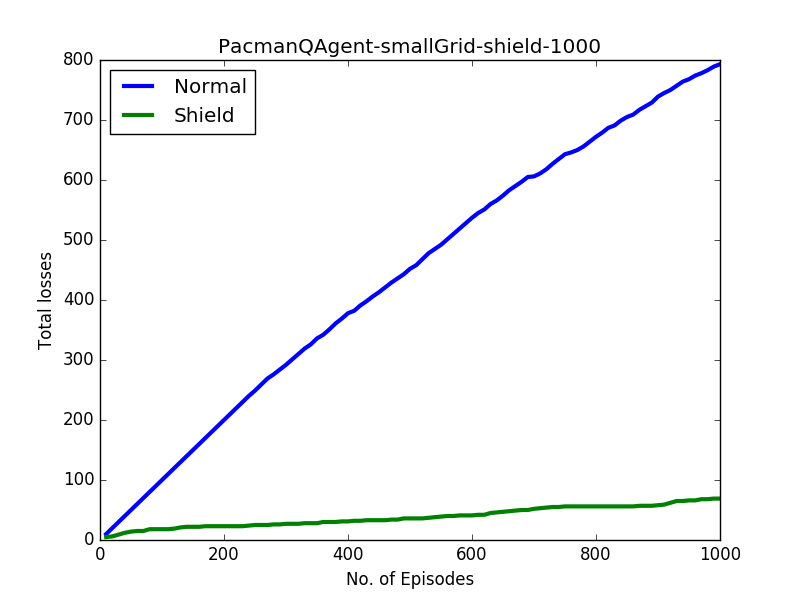 PacmanQAgent-smallGrid-shield-1000
800
700
600
500
400
300
200
100
0
Total losses
Normal
Shield
0 200 400 600 800 1000
No. of Episodes